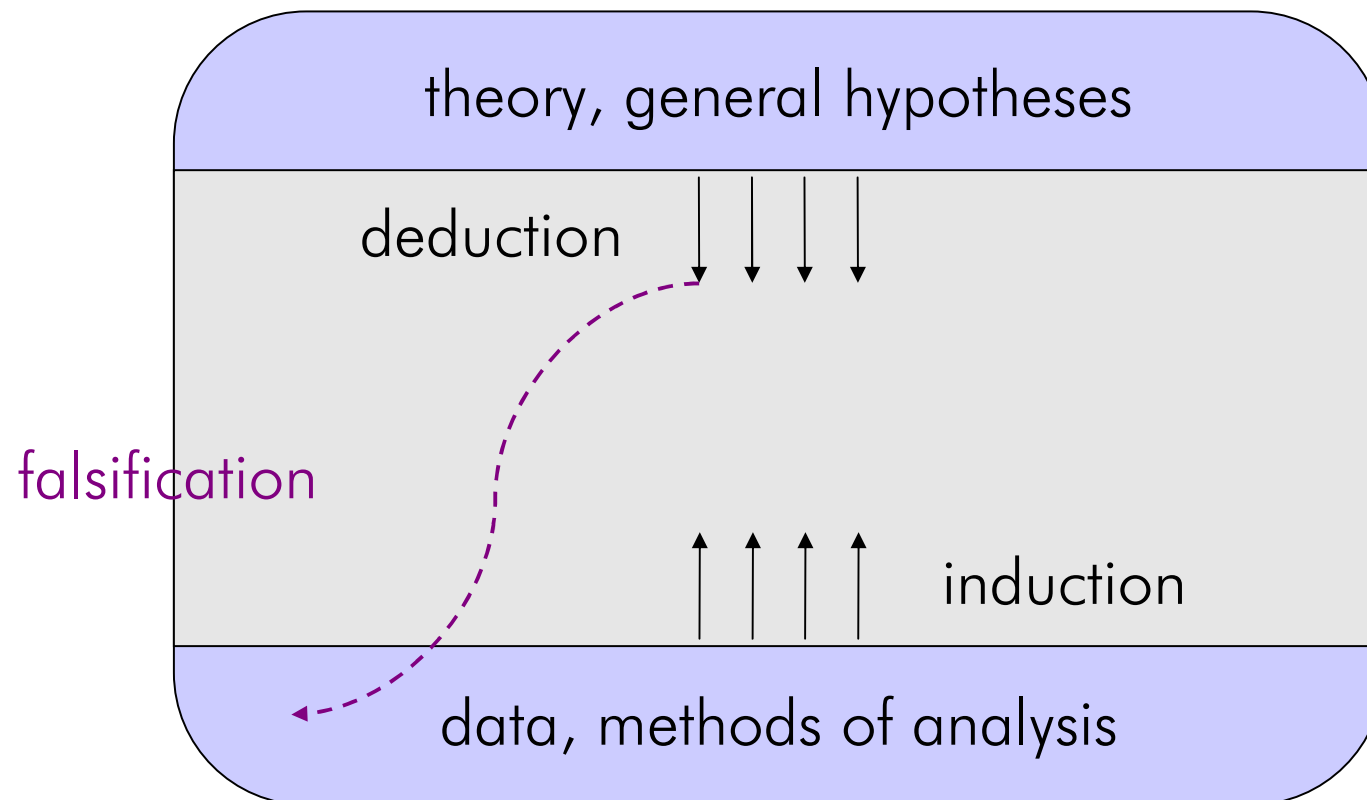 theory, general hypotheses
deduction
falsification
induction
data, methods of analysis